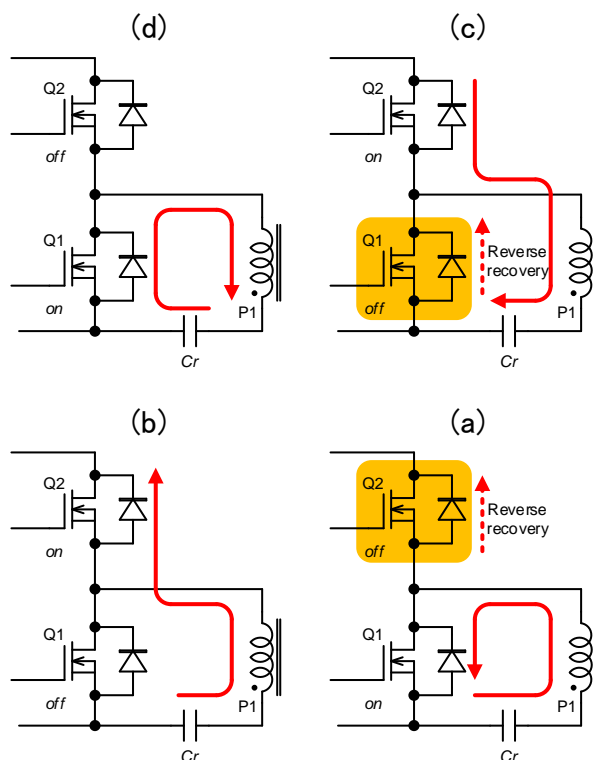 (d)
Q2
off
Q1
on
P1
Cr
(c)
Q2
on
Q1
Reverse
recovery
off
P1
Cr
(b)
Q2
on
Q1
off
P1
Cr
(a)
Q2
Reverse
recovery
off
Q1
on
P1
Cr